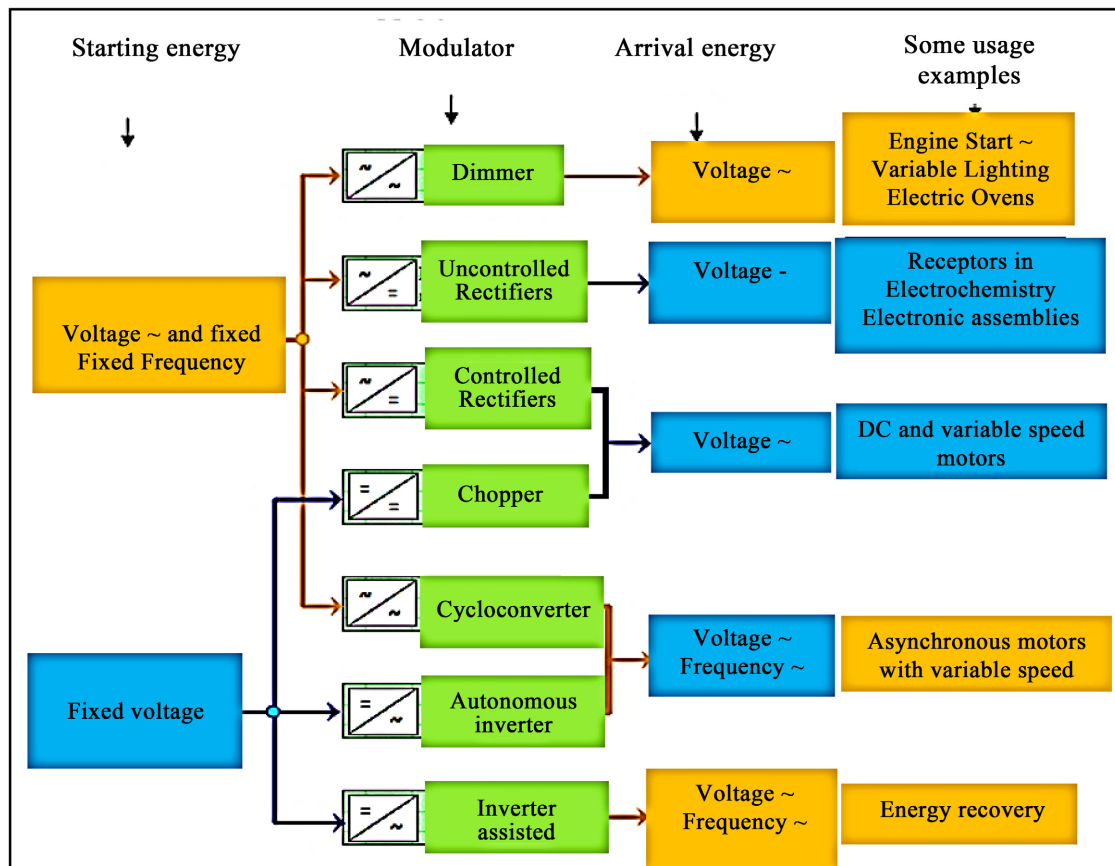 Starting energy
Modulator
Arrival energy
Some usage
examples
~
~
Dimmer
Voltage ~
Engine Start ~
Variable Lighting
Electric Ovens
~
=
Uncontrolled
Rectifiers
Voltage -
Receptors in
Electrochemistry
Electronic assemblies
Voltage ~ and fixed
Fixed Frequency
~
=
Controlled
Rectifiers
Voltage ~
DC and variable speed
motors
=
=
Chopper
~
~
Cycloconverter
Voltage ~
Frequency ~
Asynchronous motors
with variable speed
Fixed voltage
=
~
Autonomous
inverter
=
~
Inverter
assisted
Voltage ~
Frequency ~
Energy recovery